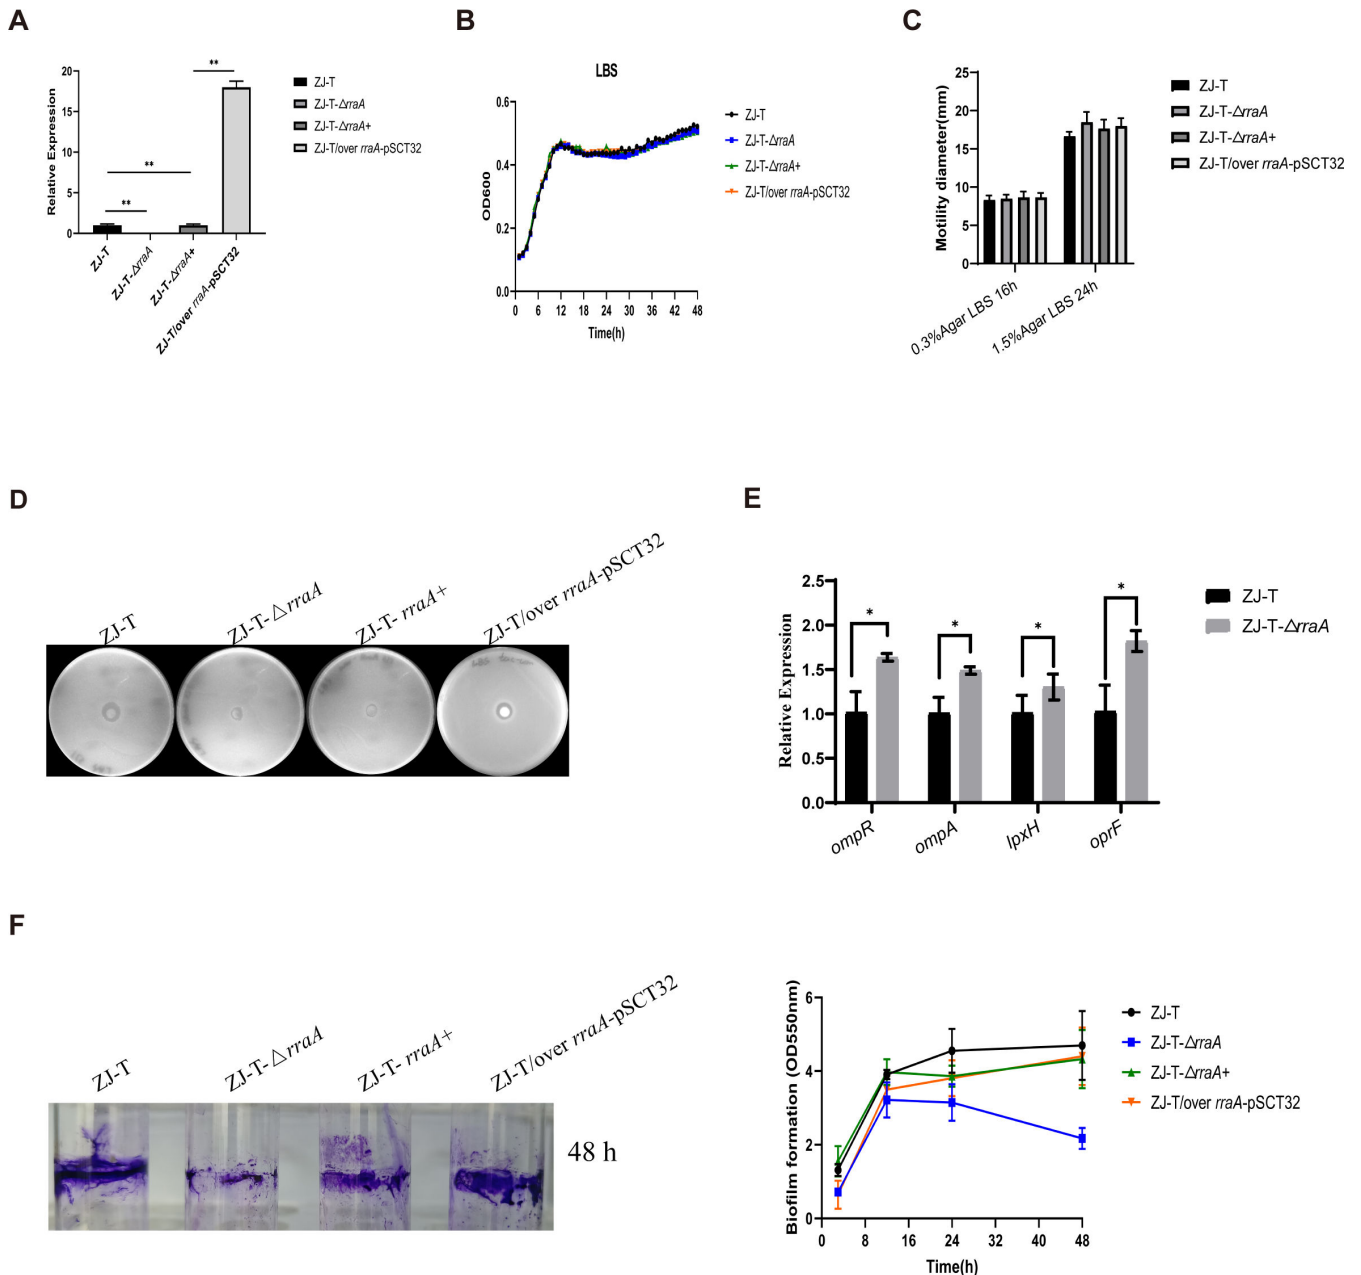 A
Relative Expression
20
15
10
5
0
**
**
**
ZJ-T
ZJ-T-ΔrraA
ZJ-T-ΔrraA+
ZJ-T/over rraA-pSCT32
ZJ-T
ZJ-T-ΔrraA
ZJ-T-ΔrraA+
ZJ-T/over rraA-pSCT32
B
LBS
OD600
0.6
0.4
0.2
0.0
0 6 12 18 24 30 36 42 48
Time(h)
ZJ-T
ZJ-T-ΔrraA
ZJ-T-ΔrraA+
ZJ-T/over rraA-pSCT32
C
Motility diameter(mm)
25
20
15
10
5
0
0.3%Agar LBS 16h
1.5%Agar LBS 24h
ZJ-T
ZJ-T-ΔrraA
ZJ-T-ΔrraA+
ZJ-T/over rraA-pSCT32
D
ZJ-T
ZJ-T-△rraA
ZJ-T-rraA+
ZJ-T/over rraA-pSCT32
E
Relative Expression
2.5
2.0
1.5
1.0
0.5
0.0
*
*
*
*
ompR
ompA
lpxH
oprF
ZJ-T
ZJ-T-ΔrraA
F
ZJ-T
ZJ-T-△rraA
ZJ-T-rraA+
ZJ-T/over rraA-pSCT32
48 h
Biofilm formation (OD550nm)
6
4
2
0
0 8 16 24 32 40 48
Time(h)
ZJ-T
ZJ-T-ΔrraA
ZJ-T-ΔrraA+
ZJ-T/over rraA-pSCT32